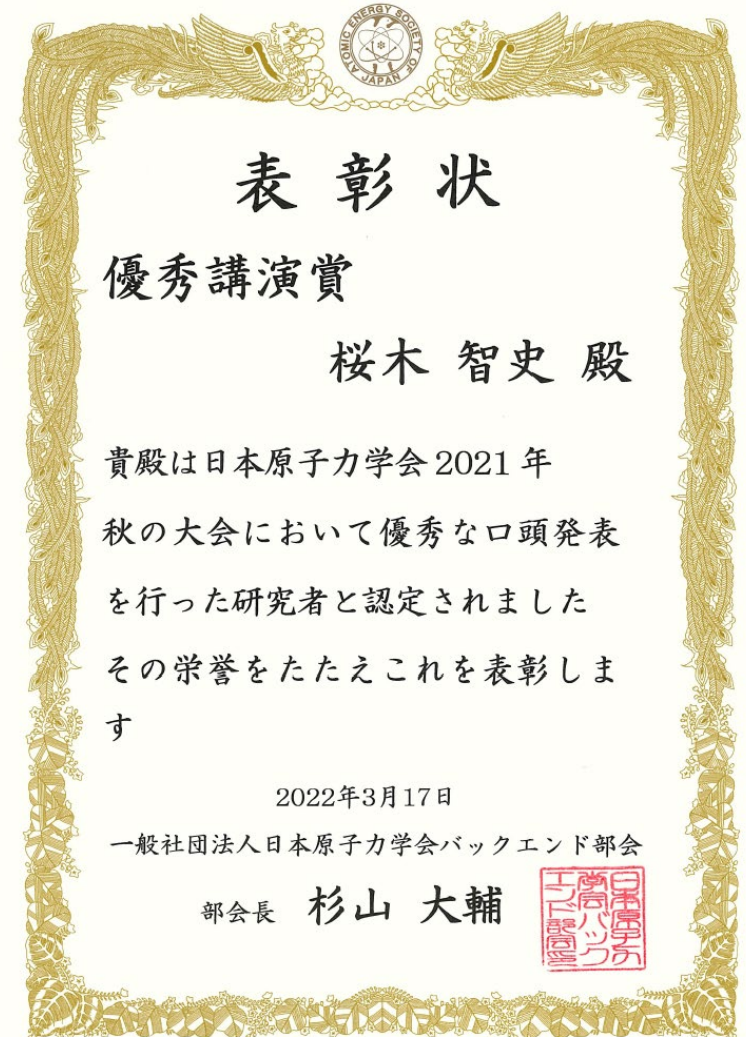 ATOMIC ENERGY SOCIETY OF JAPAN
表彰状
優秀講演賞
桜木 智史 殿
貴殿は日本原子力学会2021年
秋の大会において優秀な口頭発表
を行った研究者と認定されました
その栄誉をたたえこれを表彰しま
す
2022年3月17日
一般社団法人日本原子力学会バックエンド部会
部会長 杉山 大輔
日本原子力
学会バック
エンド部会印